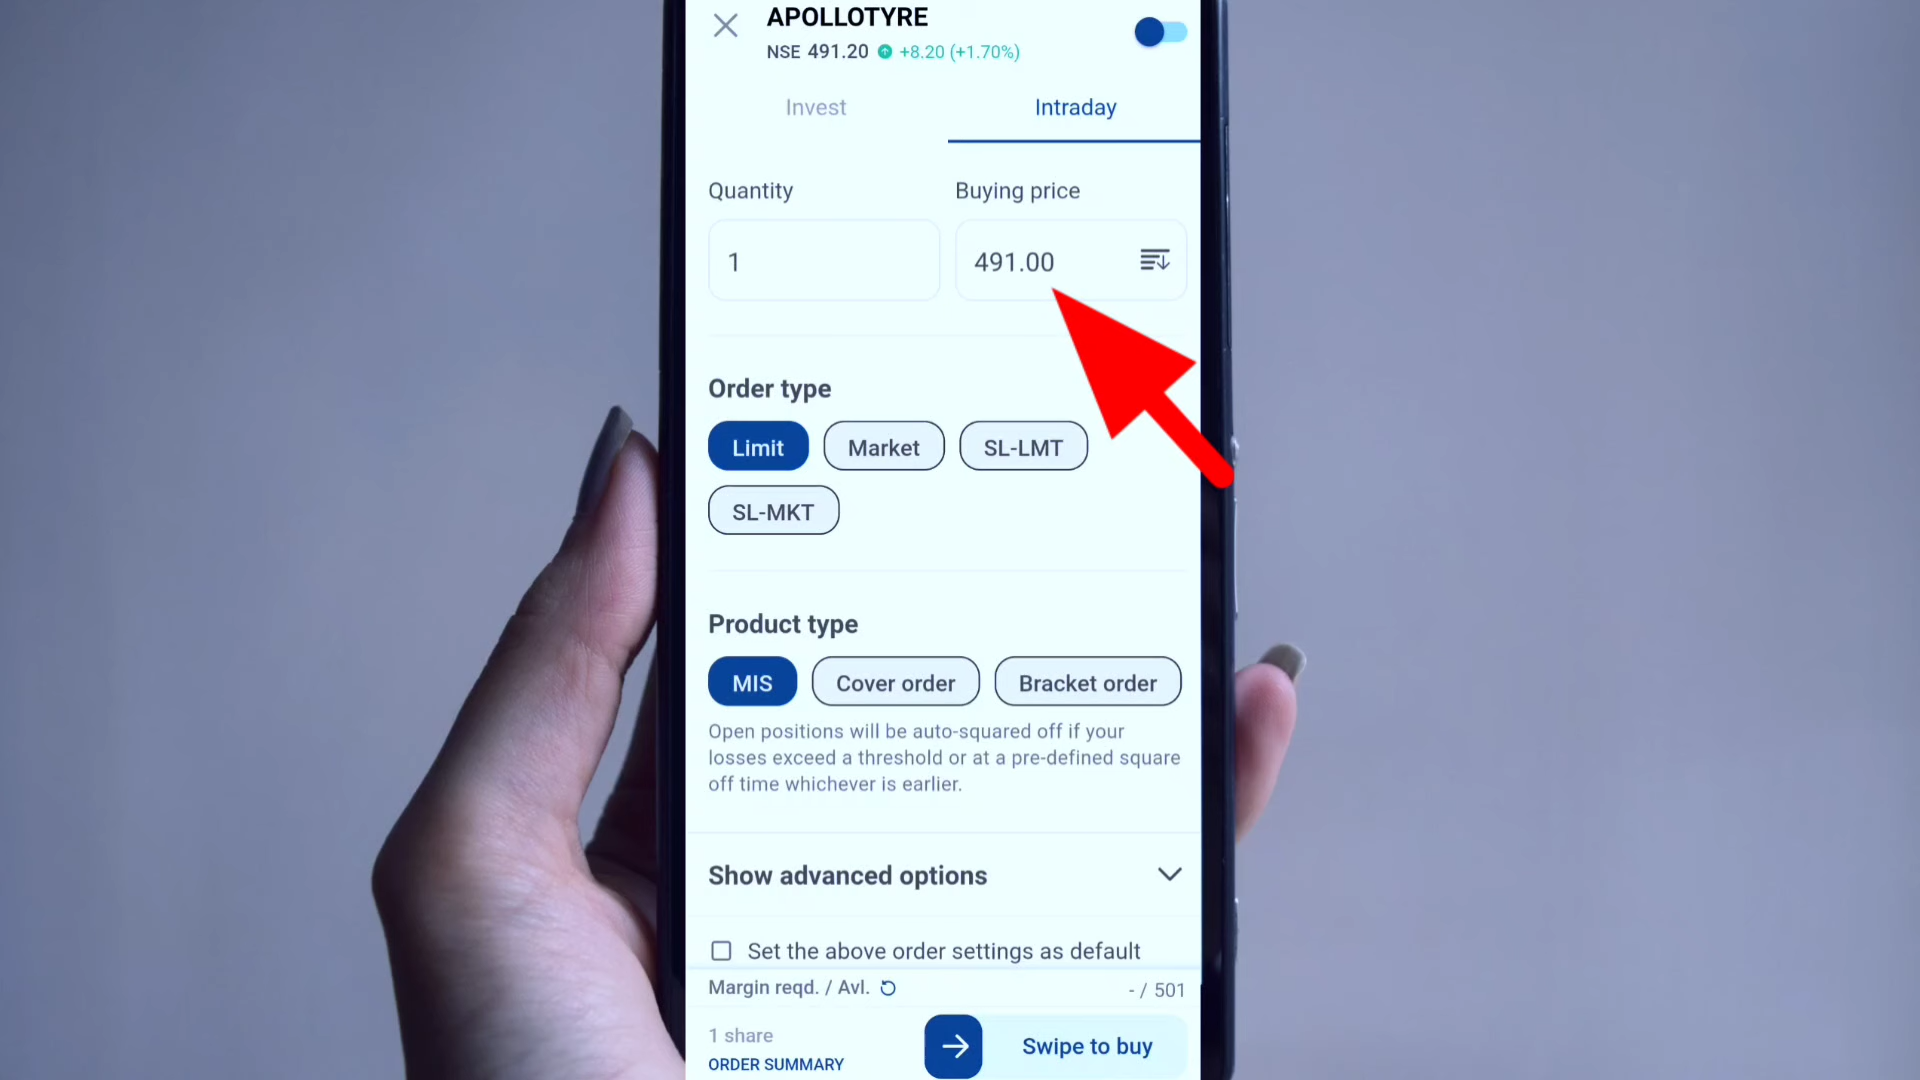 APOLLOTYRE
NSE 491.20 +8.20 (+1.70%)
Invest Intraday
Quantity Buying price
1 491.00
Order type
Limit Market SL-LMT
SL-MKT
Product type
MIS Cover order Bracket order
Open positions will be auto-squared off if your
losses exceed a threshold or at a pre-defined square
off time whichever is earlier.
Show advanced options
Set the above order settings as default
Margin reqd. / Avl. - / 501
1 share
ORDER SUMMARY
Swipe to buy